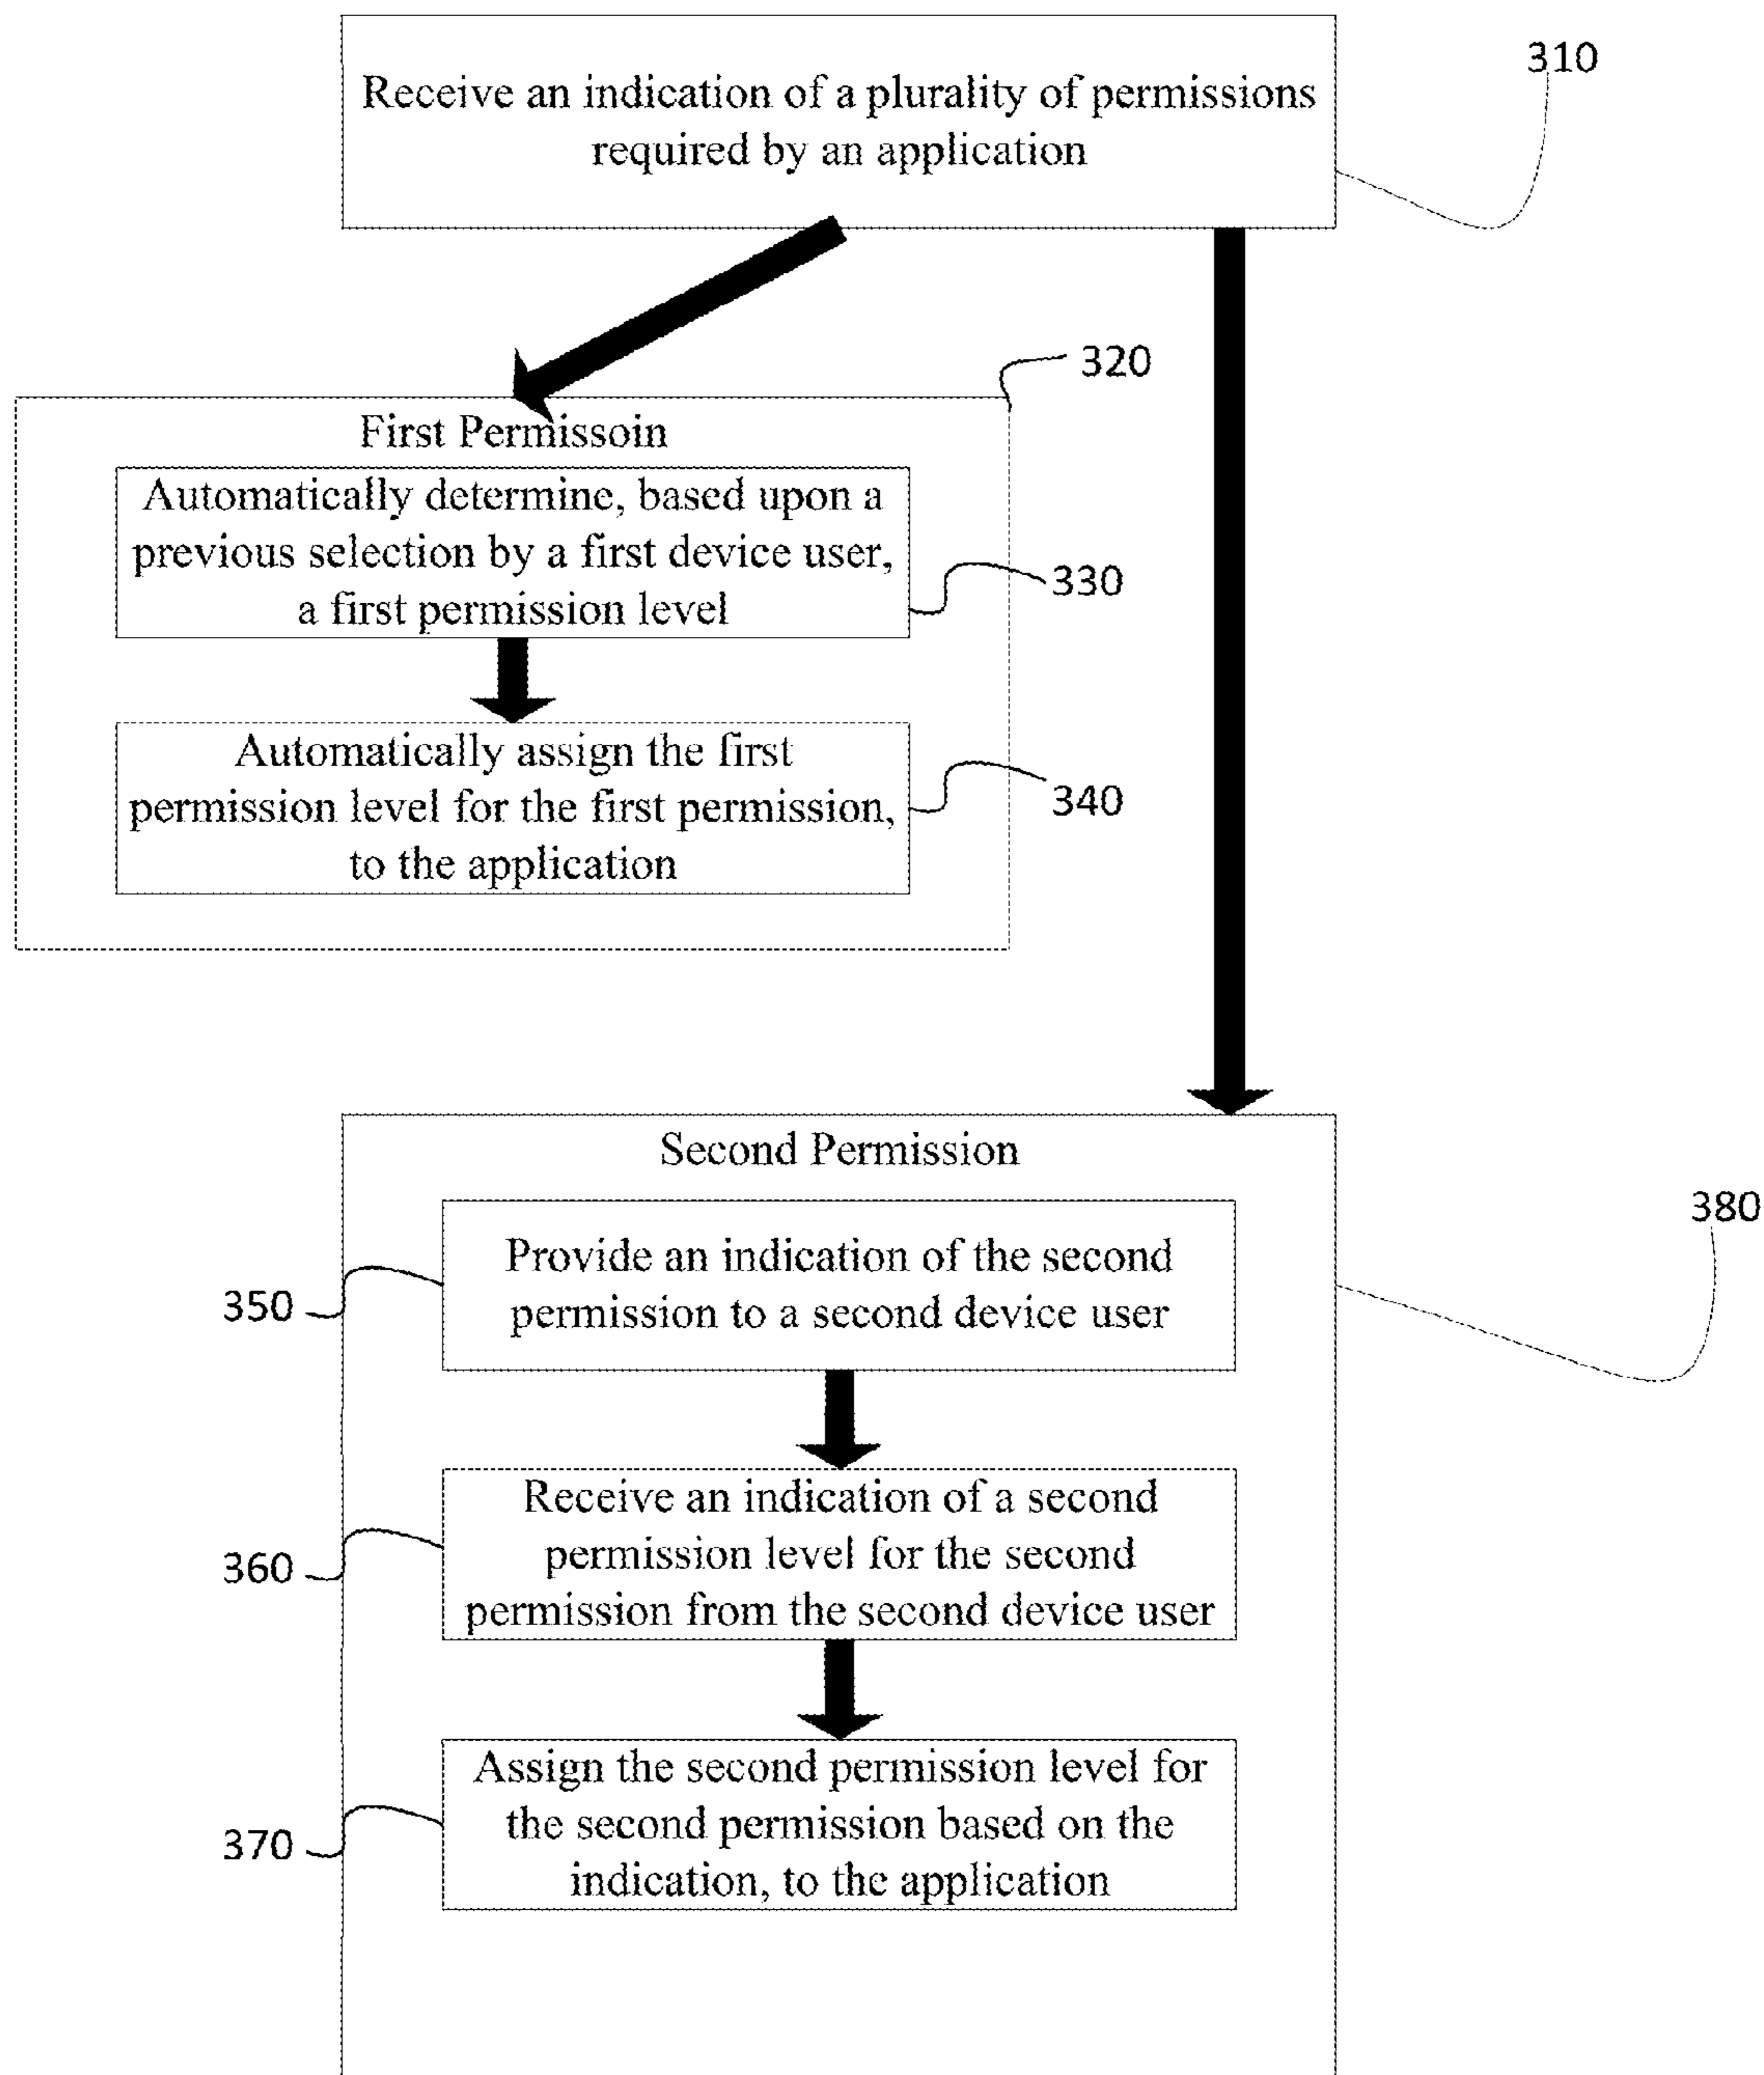 Receive an indication of a plurality of permissions
required by an application
310
320
First Permissoin
Automatically determine, based upon a
previous selection by a first device user,
a first permission level
330
Automatically assign the first
permission level for the first permission,
to the application
340
Second Permission
380
Provide an indication of the second
permission to a second device user
350
Receive an indication of a second
permission level for the second
permission from the second device user
360
Assign the second permission level for
the second permission based on the
indication, to the application
370